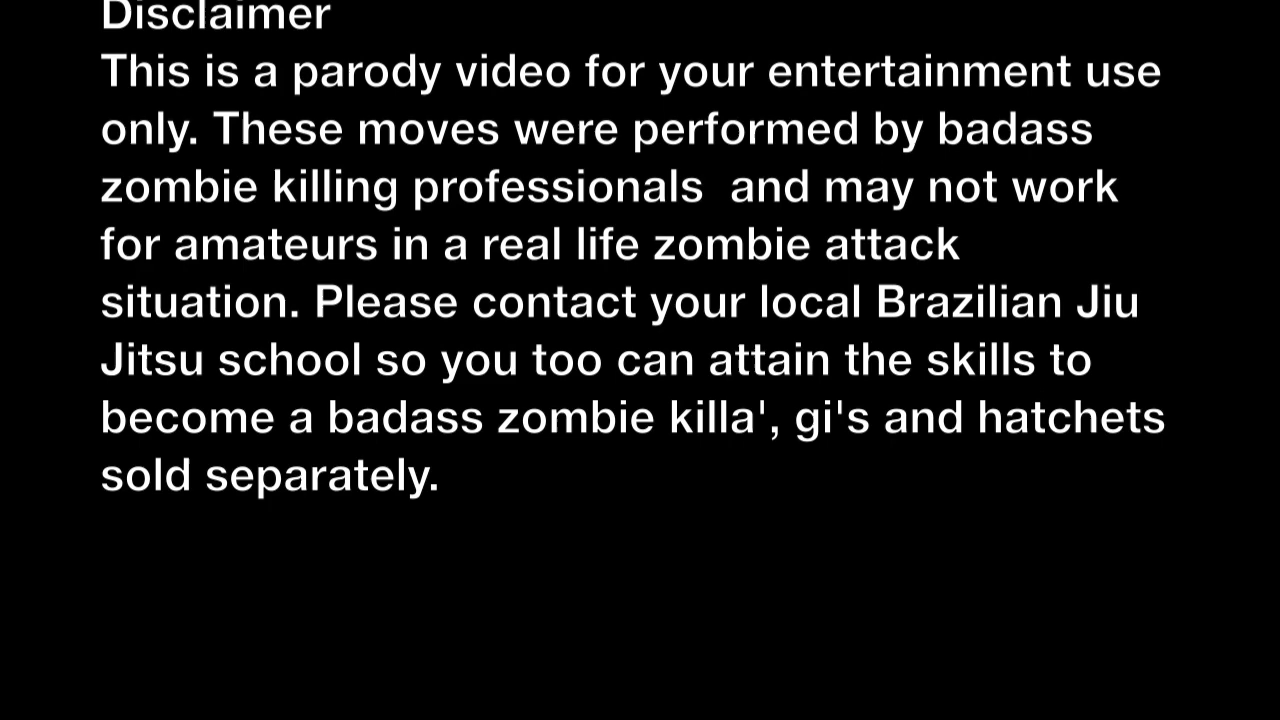 Disclaimer
This is a parody video for your entertainment use
only. These moves were performed by badass
zombie killing professionals  and may not work
for amateurs in a real life zombie attack
situation. Please contact your local Brazilian Jiu
Jitsu school so you too can attain the skills to
become a badass zombie killa', gi's and hatchets
sold separately.